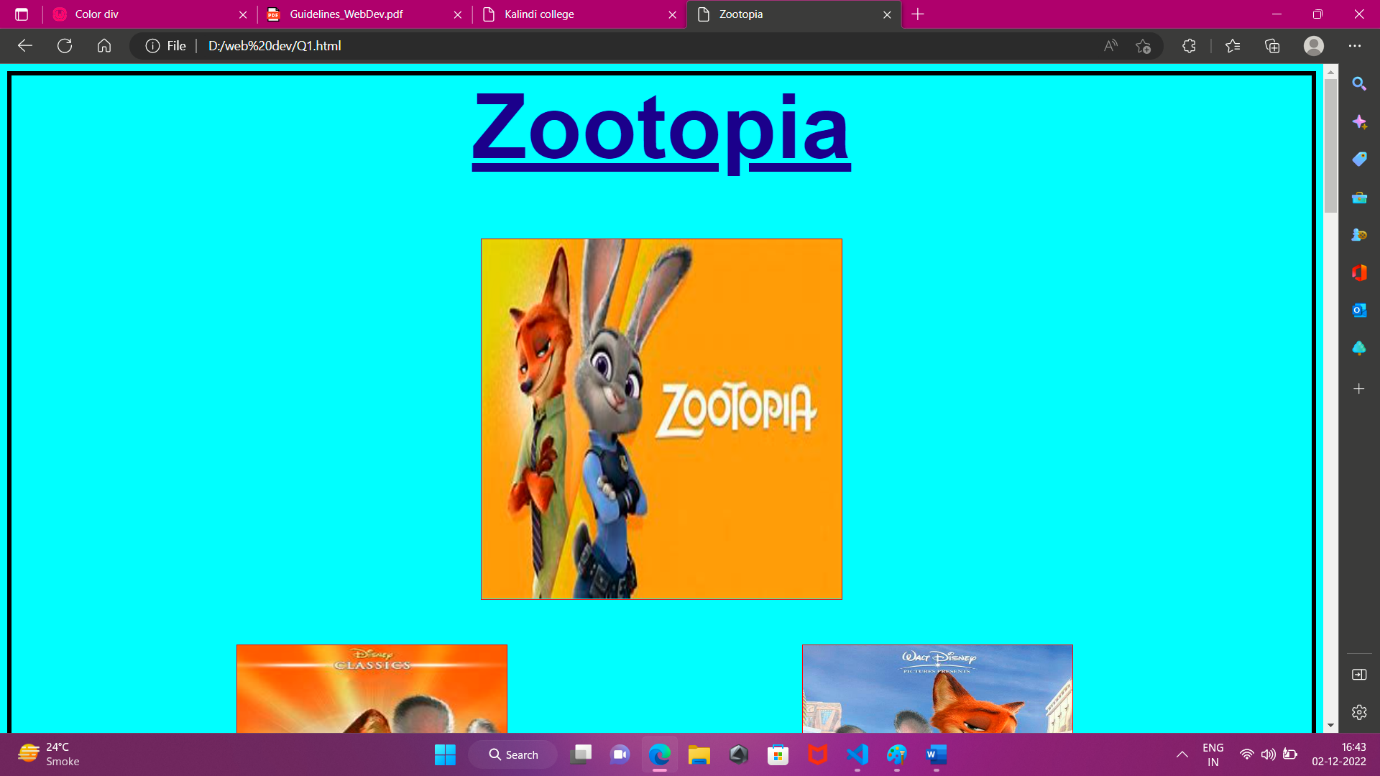 Color div
Guidelines_WebDev.pdf
Kalindi college
Zootopia
File
D:/web%20dev/Q1.html
Zootopia
ZOOTOPIA
Disney
CLASSICS
WALT DISNEY
PICTURES PRESENTS
24°C
Smoke
Search
ENG
IN
16:43
02-12-2022